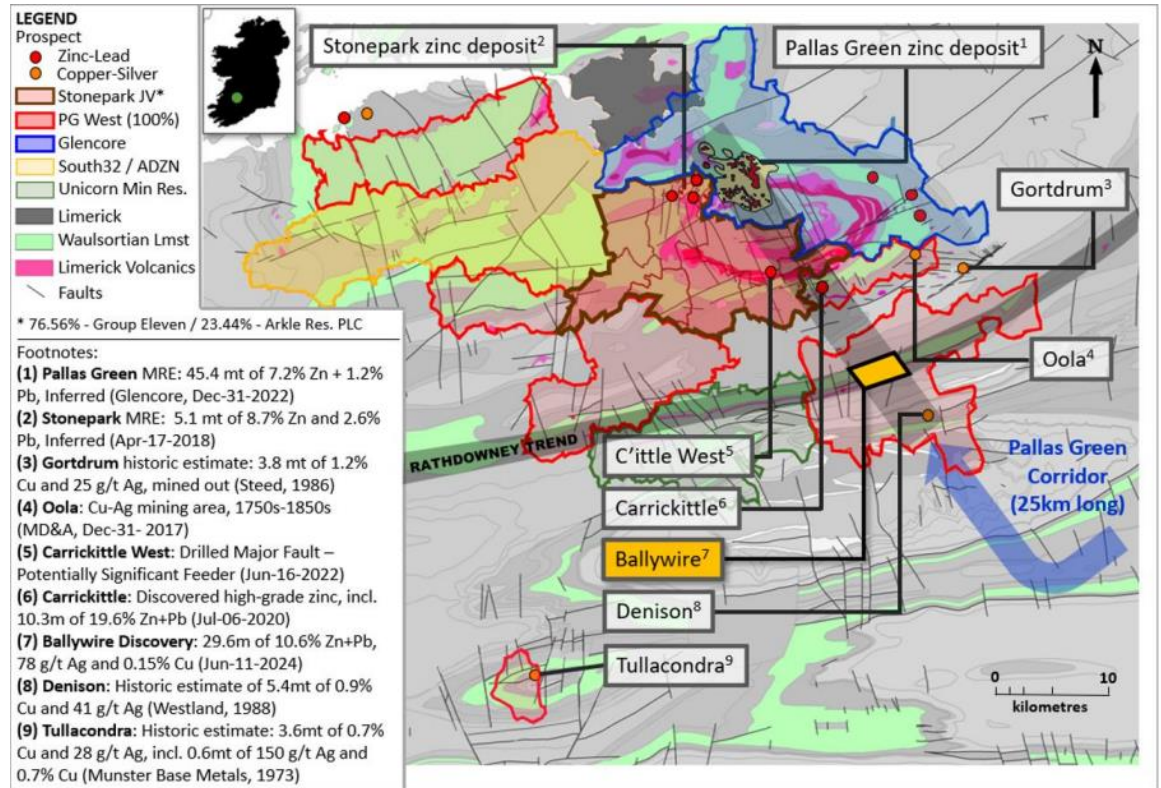 LEGEND
Prospect
Zinc-Lead
Copper-Silver
Stonepark JV*
PG West (100%)
Glencore
South32 / ADZN
Unicorn Min Res.
Limerick
Waulsortian Lmst
Limerick Volcanics
Faults
* 76.56% - Group Eleven / 23.44% - Arkle Res. PLC
Footnotes:
(1) Pallas Green MRE: 45.4 mt of 7.2% Zn + 1.2%
Pb, Inferred (Glencore, Dec-31-2022)
(2) Stonepark MRE: 5.1 mt of 8.7% Zn and 2.6%
Pb, Inferred (Apr-17-2018)
(3) Gortdrum historic estimate: 3.8 mt of 1.2%
Cu and 25 g/t Ag, mined out (Steed, 1986)
(4) Oola: Cu-Ag mining area, 1750s-1850s
(MD&A, Dec-31- 2017)
(5) Carrickittle West: Drilled Major Fault –
Potentially Significant Feeder (Jun-16-2022)
(6) Carrickittle: Discovered high-grade zinc, incl.
10.3m of 19.6% Zn+Pb (Jul-06-2020)
(7) Ballywire Discovery: 29.6m of 10.6% Zn+Pb,
78 g/t Ag and 0.15% Cu (Jun-11-2024)
(8) Denison: Historic estimate of 5.4mt of 0.9%
Cu and 41 g/t Ag (Westland, 1988)
(9) Tullacondra: Historic estimate: 3.6mt of 0.7%
Cu and 28 g/t Ag, incl. 0.6mt of 150 g/t Ag and
0.7% Cu (Munster Base Metals, 1973)
Stonepark zinc deposit2
Pallas Green zinc deposit1
N
Gortdrum3
Oola4
RATHDOWNEY TREND
C'ittle West5
Carrickittle6
Ballywire7
Denison8
Tullacondra9
Pallas Green
Corridor
(25km long)
0 10
kilometres